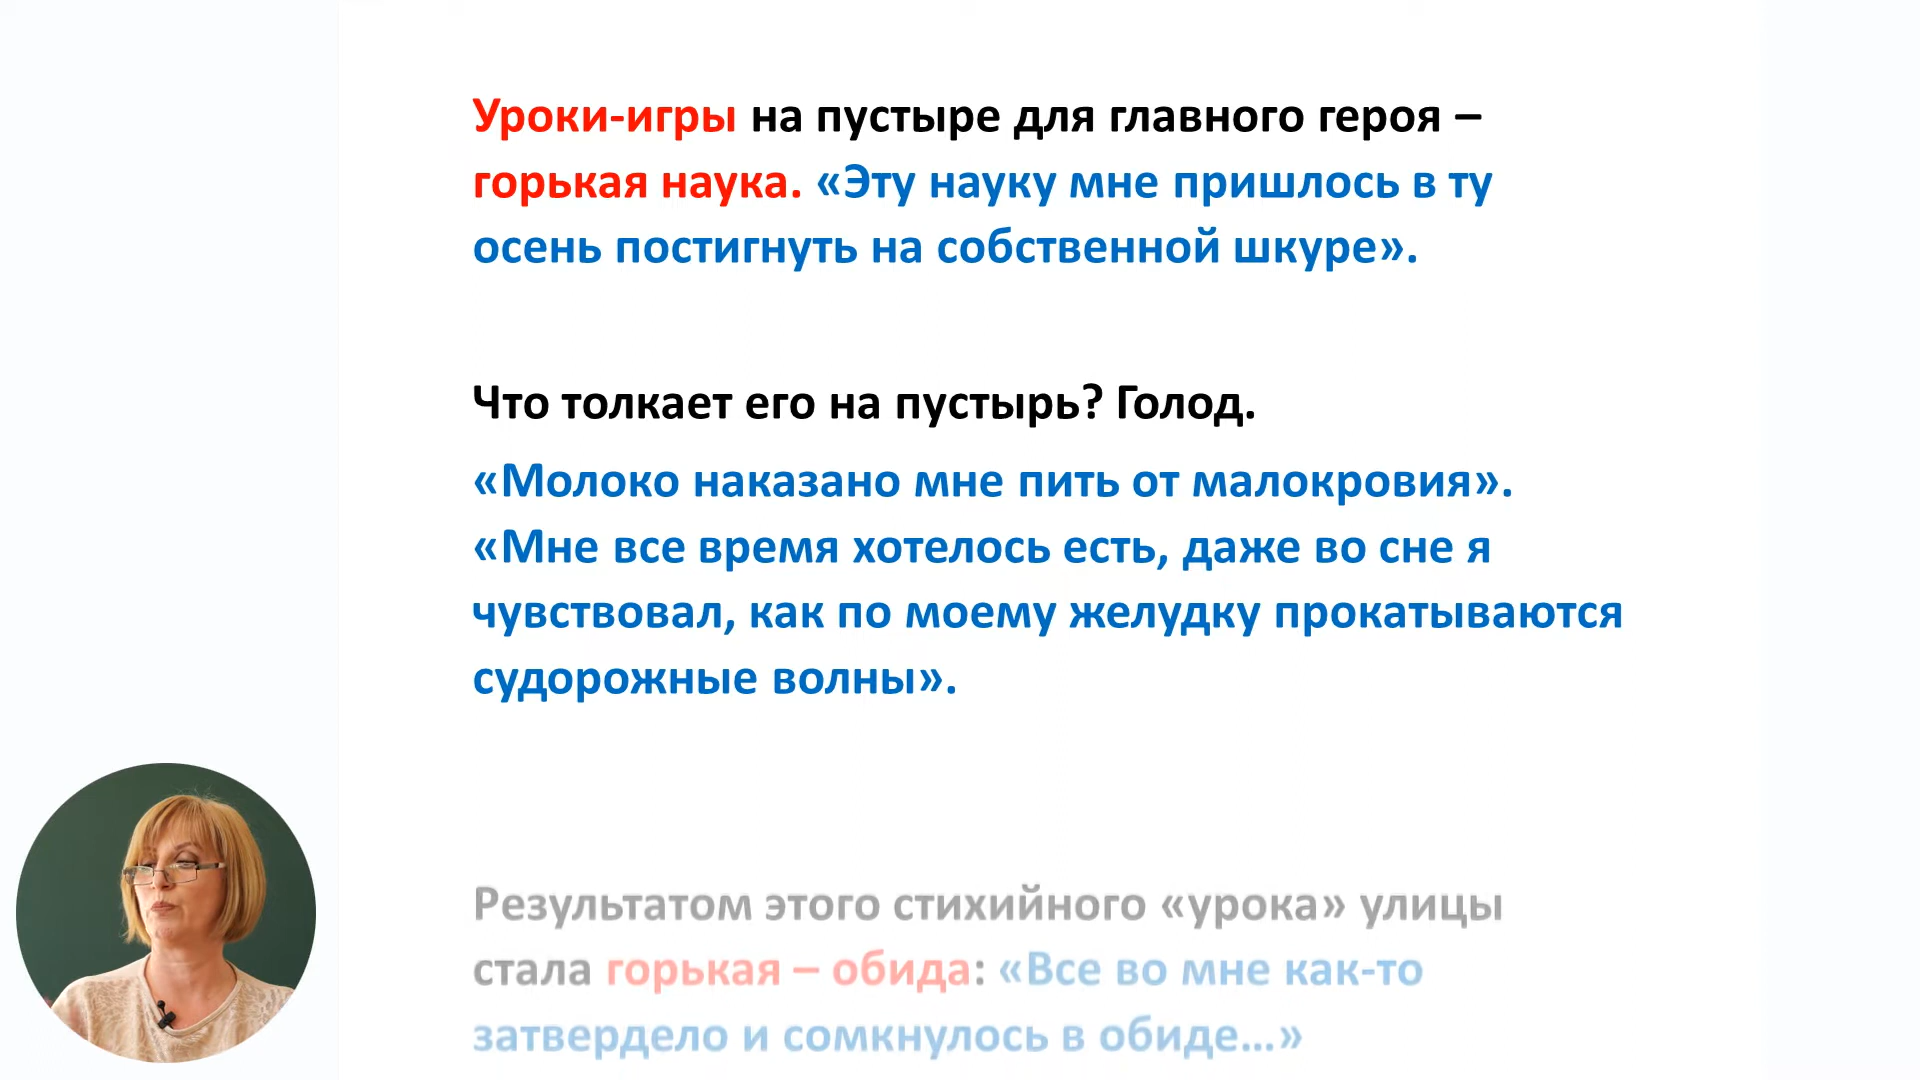 Уроки-игры на пустыре для главного героя –
горькая наука. «Эту науку мне пришлось в ту
осень постигнуть на собственной шкуре».
Что толкает его на пустырь? Голод.
«Молоко наказано мне пить от малокровия».
«Мне все время хотелось есть, даже во сне я
чувствовал, как по моему желудку прокатываются
судорожные волны».
Результатом этого стихийного «урока» улицы
стала горькая – обида: «Все во мне как-то
затвердело и сомкнулось в обиде…»